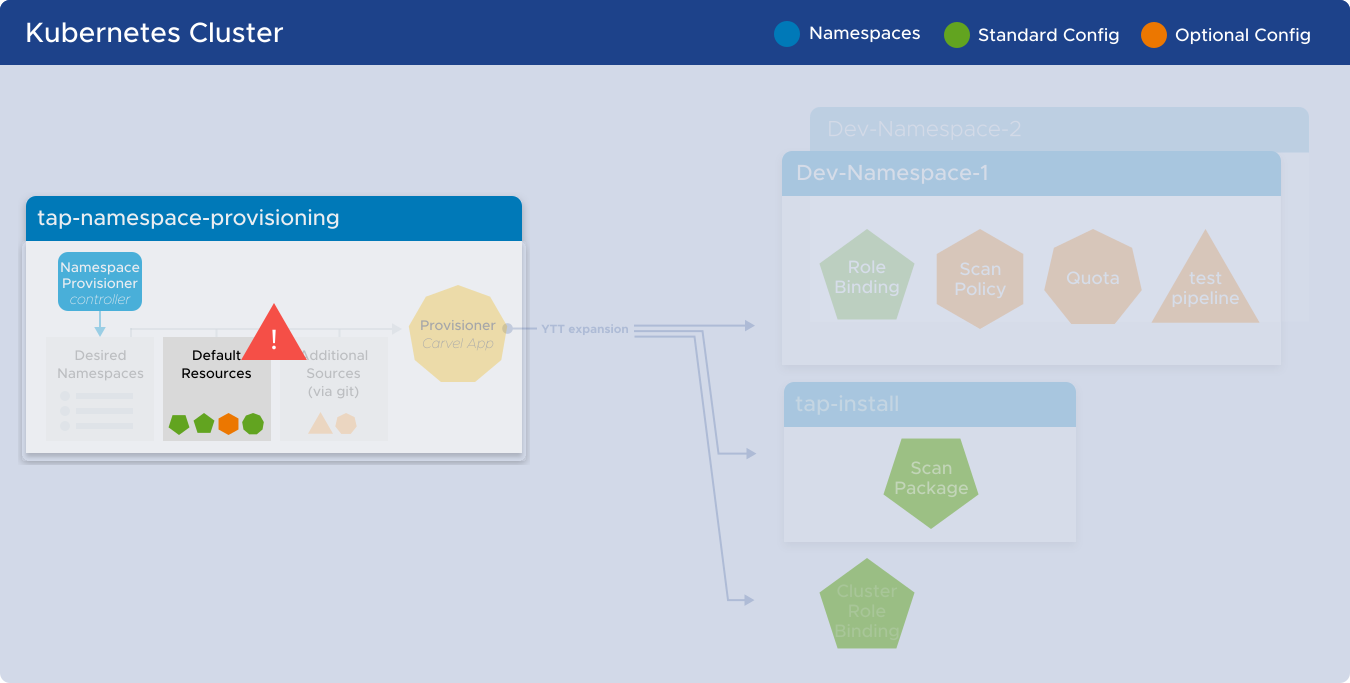 Kubernetes Cluster
Namespaces
Standard Config
Optional Config
Dev-Namespace-2
Dev-Namespace-1
tap-namespace-provisioning
Namespace
Provisioner
controller
Desired
Namespaces
Default
Resources
!
Additional
Sources
(via git)
Provisioner
Carvel App
YTT expansion
Role
Binding
Scan
Policy
Quota
test
pipeline
tap-install
Scan
Package
Cluster
Role
Binding